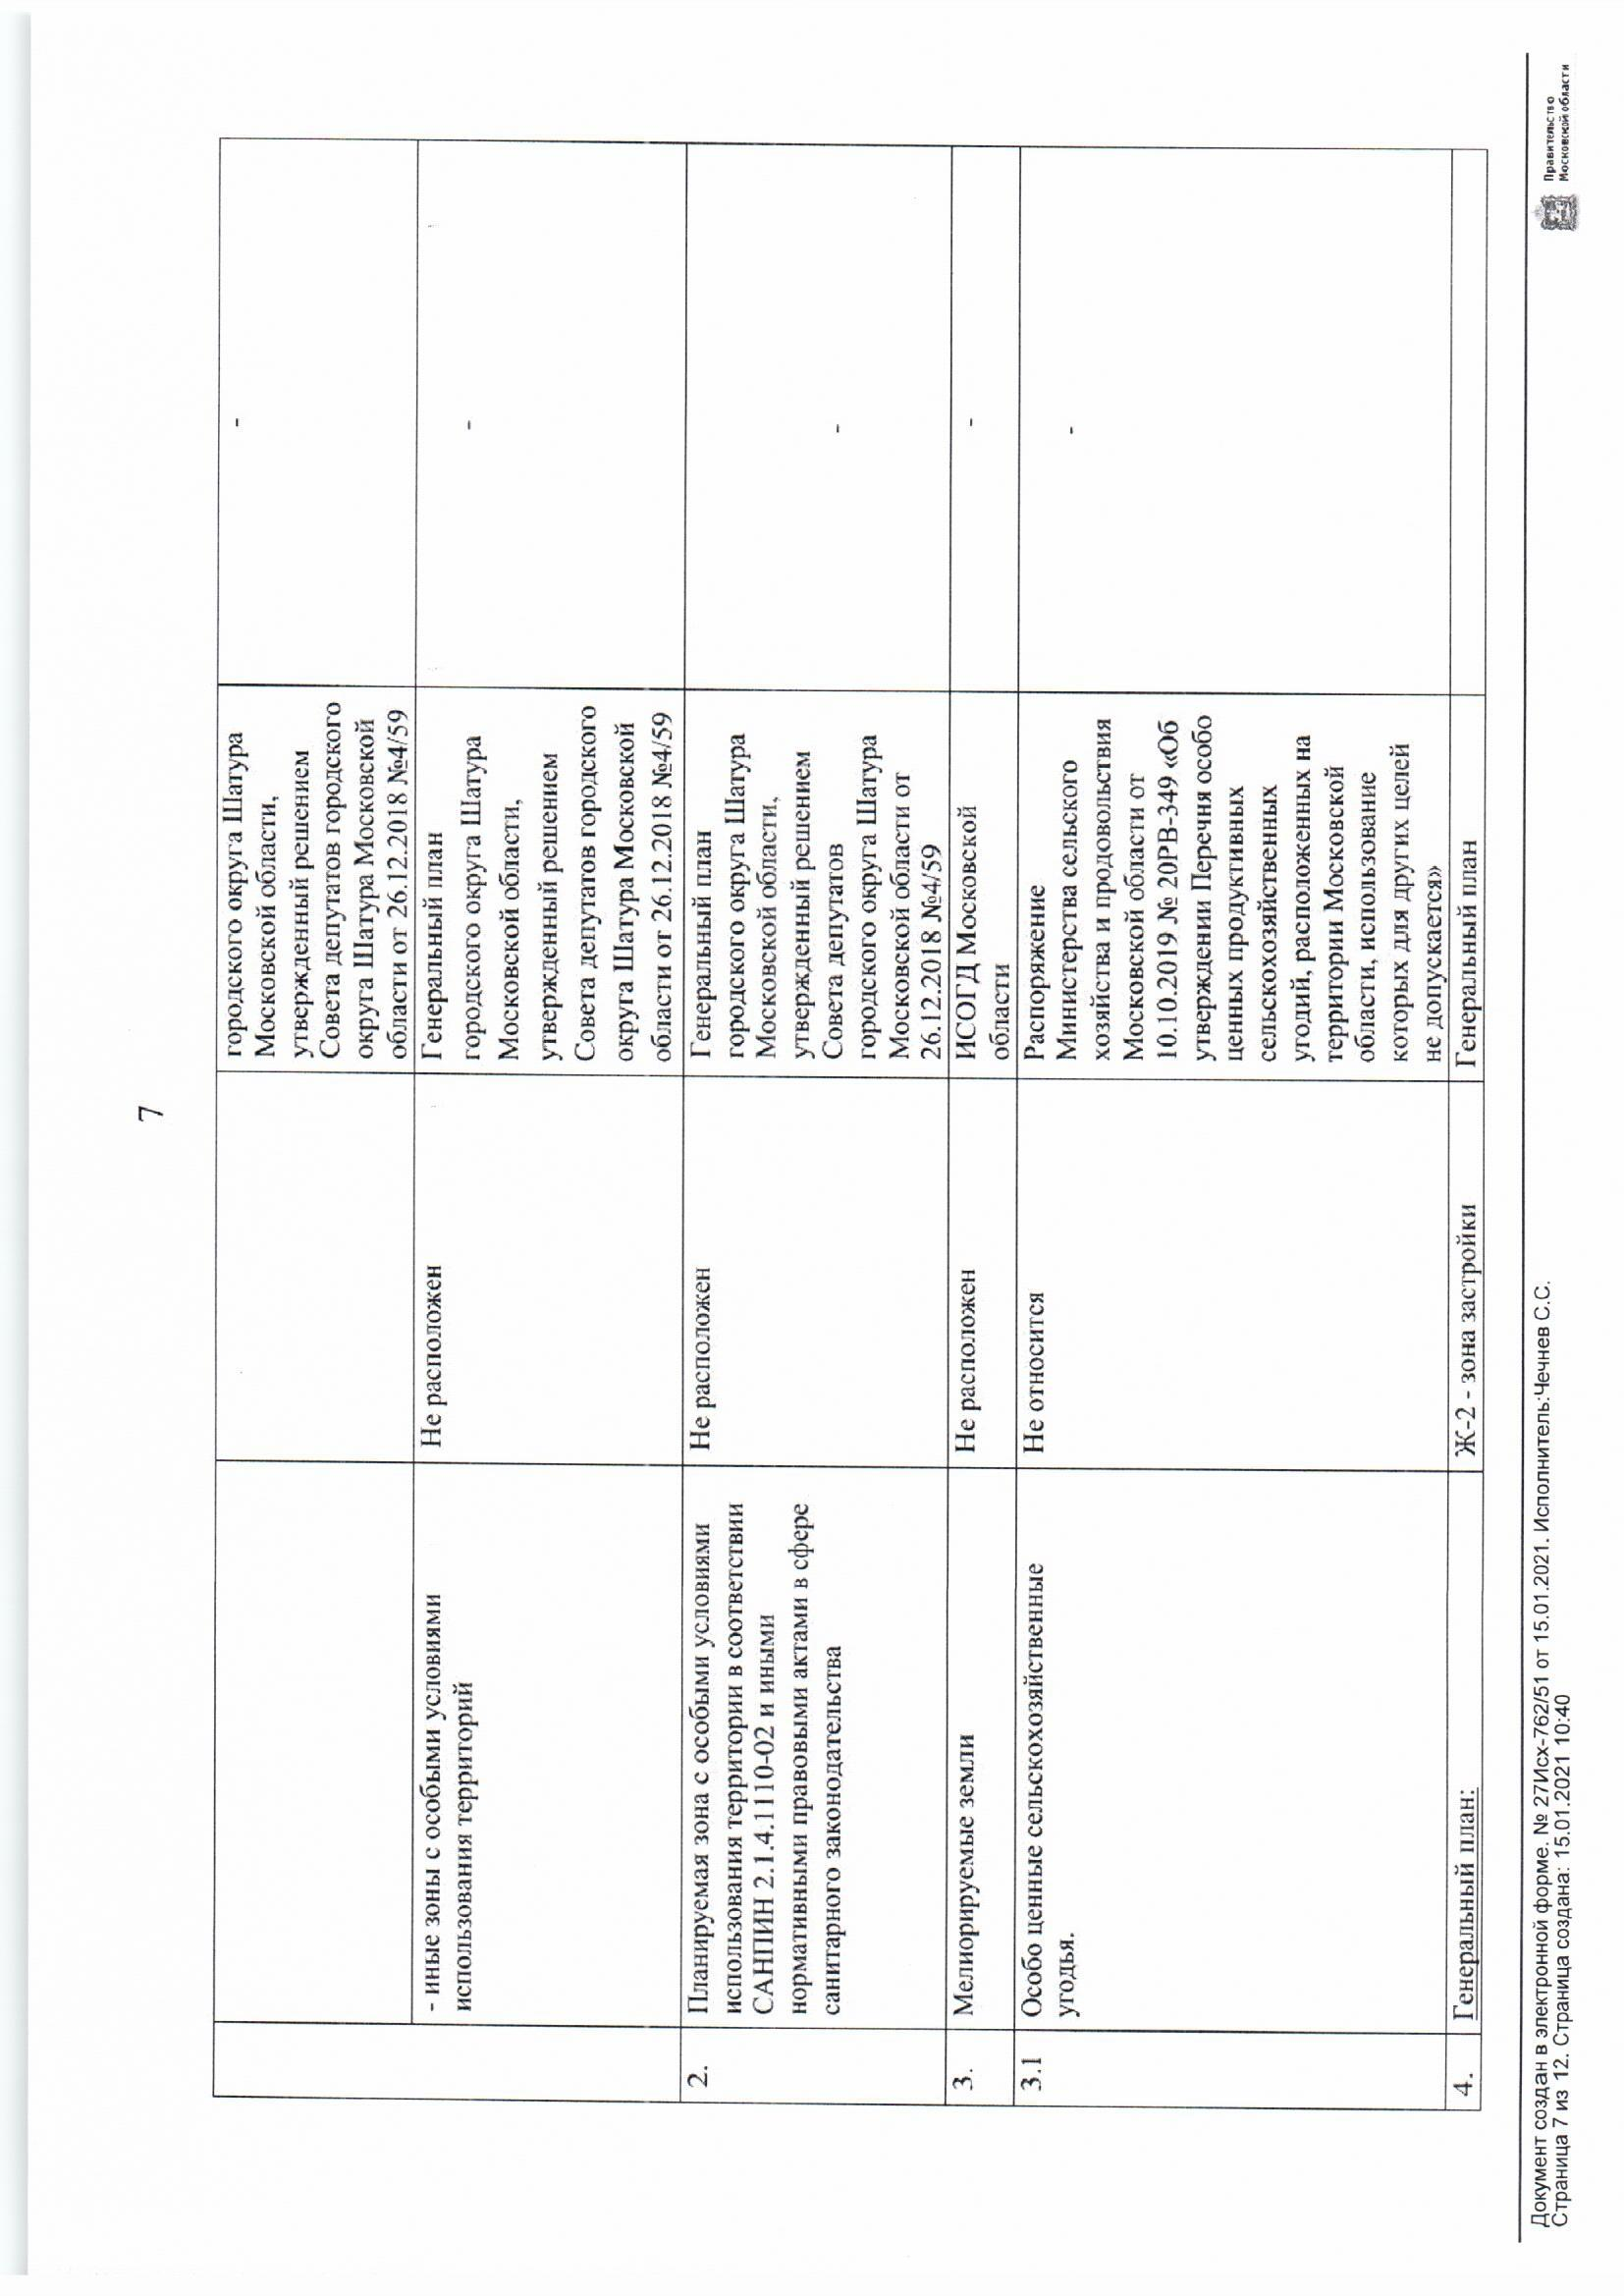 7
городского округа Шатура
Московской области,
утвержденный решением
Совета депутатов городского
округа Шатура Московской
области от 26.12.2018 №4/59
-
- иные зоны с особыми условиями
использования территорий
Не расположен
Генеральный план
городского округа Шатура
Московской области,
утвержденный решением
Совета депутатов городского
округа Шатура Московской
области от 26.12.2018 №4/59
-
2.
Планируемая зона с особыми условиями
использования территории в соответствии
САНПИН 2.1.4.1110-02 и иными
нормативными правовыми актами в сфере
санитарного законодательства
Не расположен
Генеральный план
городского округа Шатура
Московской области,
утвержденный решением
Совета депутатов
городского округа Шатура
Московской области от
26.12.2018 №4/59
-
3.
Мелиорируемые земли
Не расположен
ИСОГД Московской
области
-
3.1
Особо ценные сельскохозяйственные
угодья.
Не относится
Распоряжение
Министерства сельского
хозяйства и продовольствия
Московской области от
10.10.2019 № 20РВ-349 «Об
утверждении Перечня особо
ценных продуктивных
сельскохозяйственных
угодий, расположенных на
территории Московской
области, использование
которых для других целей
не допускается»
-
4.
Генеральный план:
Ж-2 - зона застройки
Генеральный план
Документ создан в электронной форме. № 27Исх-762/51 от 15.01.2021. Исполнитель:Чечнев С.С.
Страница 7 из 12. Страница создана: 15.01.2021 10:40
Правительство
Московской области